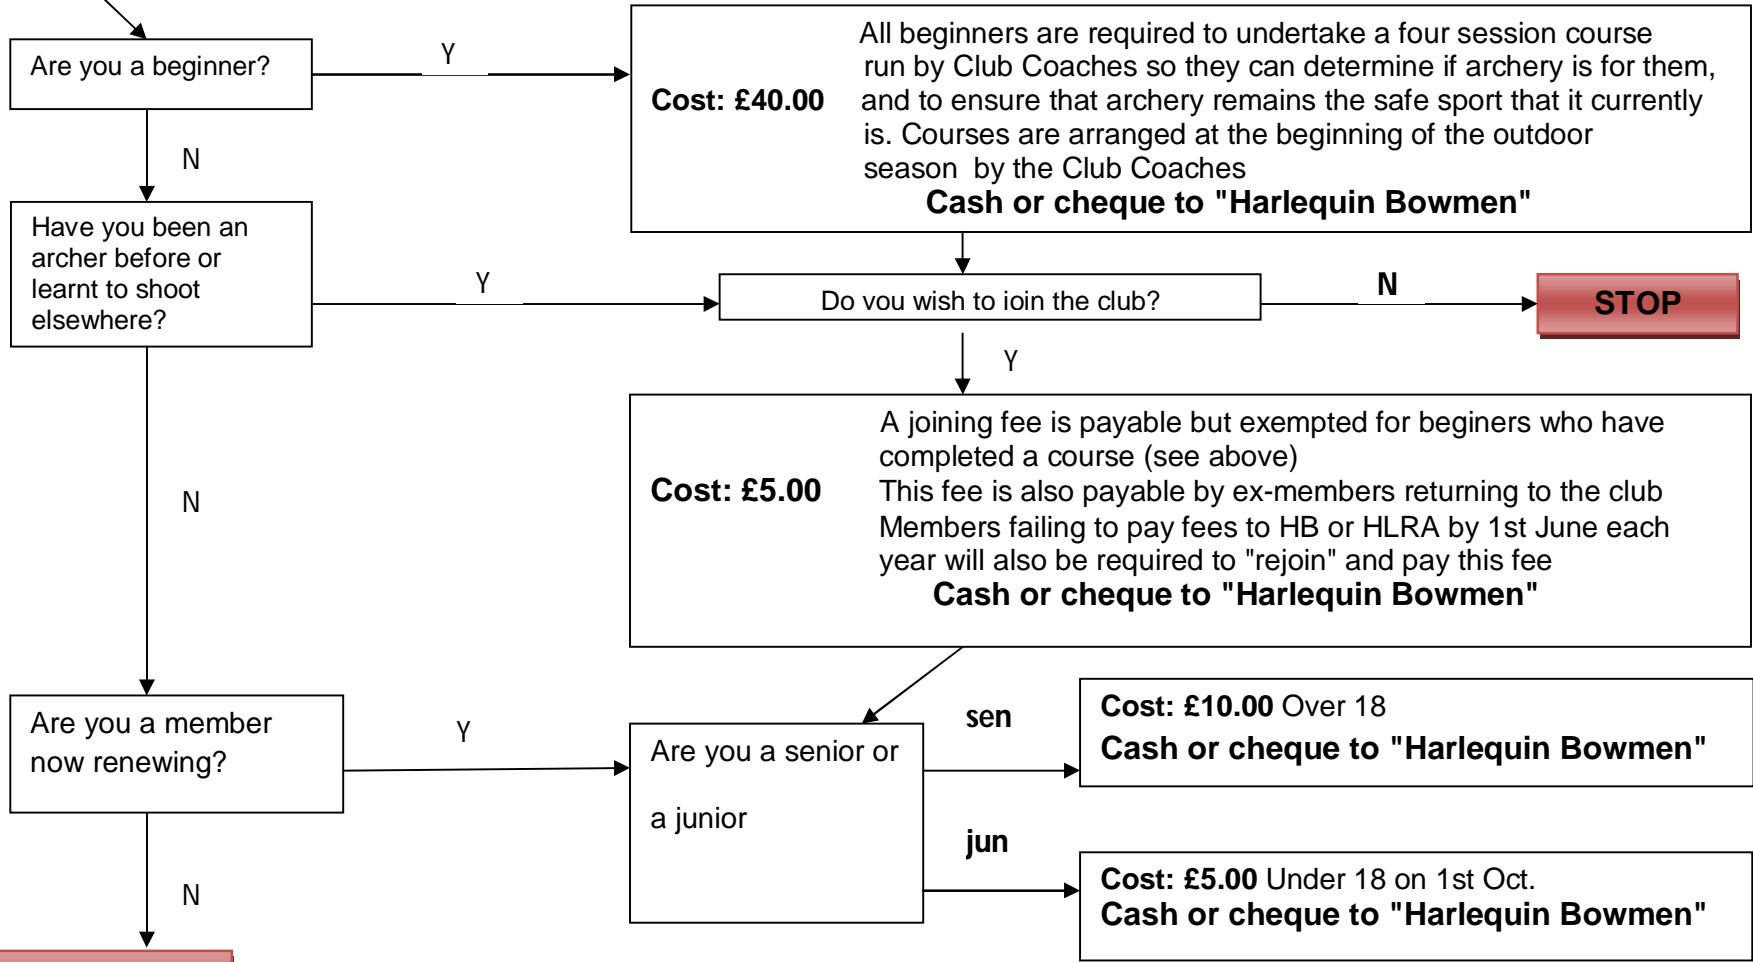 Are you a beginner?
Y
All beginners are required to undertake a four session course
run by Club Coaches so they can determine if archery is for them,
Cost: £40.00 and to ensure that archery remains the safe sport that it currently
is. Courses are arranged at the beginning of the outdoor
season by the Club Coaches
Cash or cheque to "Harlequin Bowmen"
N
Have you been an
archer before or
learnt to shoot
elsewhere?
Y
Do you wish to join the club?
N
STOP
Y
A joining fee is payable but exempted for beginers who have
completed a course (see above)
Cost: £5.00 This fee is also payable by ex-members returning to the club
Members failing to pay fees to HB or HLRA by 1st June each
year will also be required to "rejoin" and pay this fee
Cash or cheque to "Harlequin Bowmen"
N
Are you a member
now renewing?
Y
Are you a senior or
a junior
sen
Cost: £10.00 Over 18
Cash or cheque to "Harlequin Bowmen"
jun
Cost: £5.00 Under 18 on 1st Oct.
Cash or cheque to "Harlequin Bowmen"
N